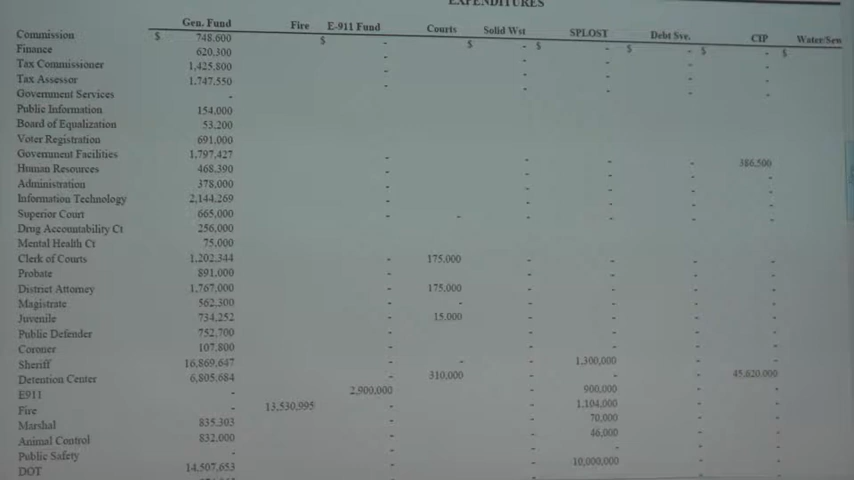 EXPENDITURES
Gen. Fund Fire E-911 Fund Courts Solid Wst SPLOST Debt Sve. CIP Water/Sew
Commission $ 748,600 $ - $ - $ - $ - $ - $
Finance 620,300 - - - - -
Tax Commissioner 1,425,800 - - - - -
Tax Assessor 1,747,550 - - - - -
Government Services -
Public Information 154,000
Board of Equalization 53,200
Voter Registration 691,000
Government Facilities 1,797,427 - - - - 386,500
Human Resources 468,390 - - - - -
Administration 378,000 - - - - -
Information Technology 2,144,269 - - - - -
Superior Court 665,000 - - - - - -
Drug Accountability Ct 256,000
Mental Health Ct 75,000
Clerk of Courts 1,202,344 - 175,000 - - - -
Probate 891,000 - - - - -
District Attorney 1,767,000 - 175,000 - - - -
Magistrate 562,300 - - - - - -
Juvenile 734,252 - 15,000 - - - -
Public Defender 752,700 - - - - -
Coroner 107,800 - - - - -
Sheriff 16,869,647 - - - 1,300,000 - -
Detention Center 6,805,684 - 310,000 - - - 45,620,000
E911 - 2,900,000 - 900,000 - -
Fire - 13,530,995 - - 1,104,000 - -
Marshal 835,303 - - 70,000 - -
Animal Control 832,000 - - 46,000 - -
Public Safety - - - - - -
DOT 14,507,653 - - 10,000,000 - -